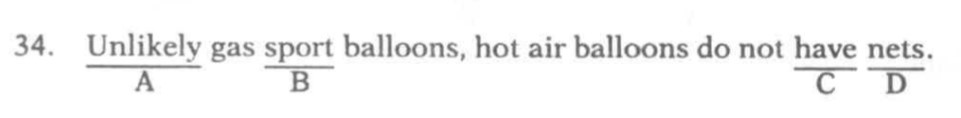 34. Unlikely gas sport balloons, hot air balloons do not have nets.
A B C D